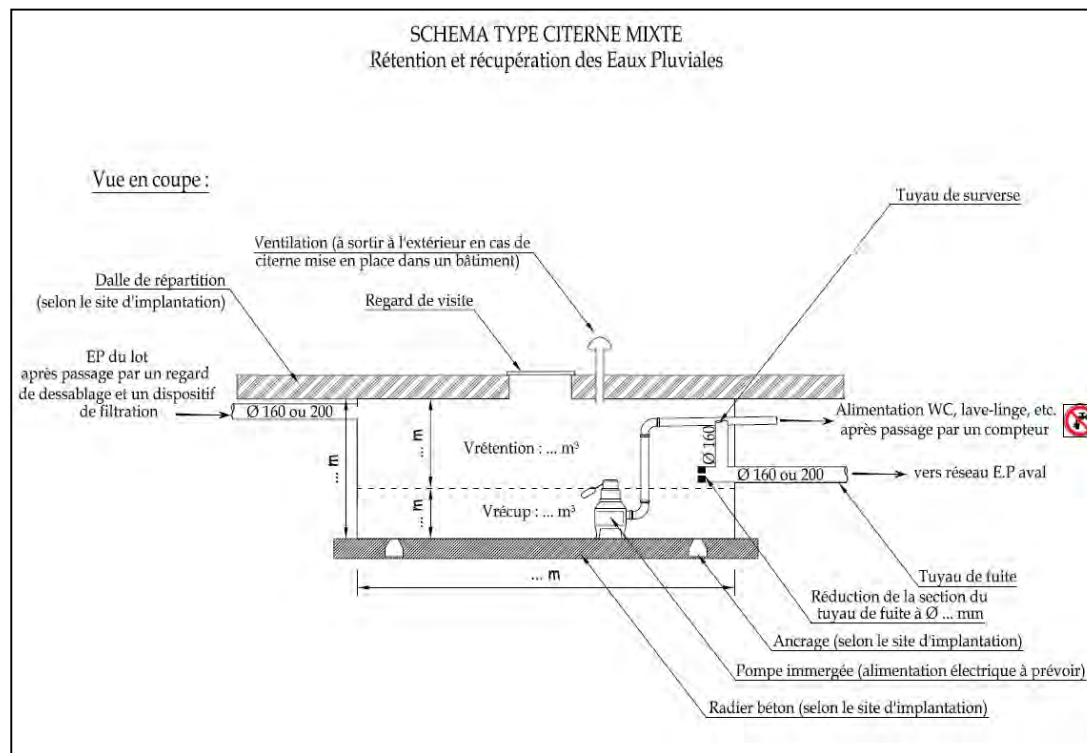 SCHEMA TYPE CITERNE MIXTE
Rétention et récupération des Eaux Pluviales
Vue en coupe :
Tuyau de surverse
Ventilation (à sortir à l'extérieur en cas de
citerne mise en place dans un bâtiment)
Dalle de répartition
(selon le site d'implantation)
Regard de visite
EP du lot
après passage par un regard
de dessablage et un dispositif
de filtration
Ø 160 ou 200
... m
... m
Vrétention : ... m³
Ø 160
Alimentation WC, lave-linge, etc.
après passage par un compteur
Ø 160 ou 200
vers réseau E.P aval
... m
Vrécup : ... m³
... m
Tuyau de fuite
Réduction de la section du
tuyau de fuite à Ø ... mm
Ancrage (selon le site d'implantation)
Pompe immergée (alimentation électrique à prévoir)
Radier béton (selon le site d'implantation)